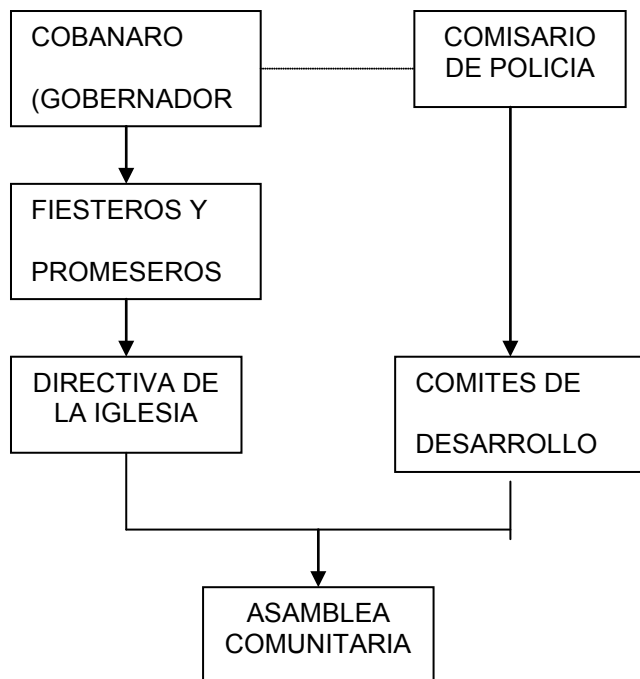 COBANARO
(GOBERNADOR
COMISARIO
DE POLICIA
FIESTEROS Y
PROMESEROS
DIRECTIVA DE
LA IGLESIA
COMITES DE
DESARROLLO
ASAMBLEA
COMUNITARIA